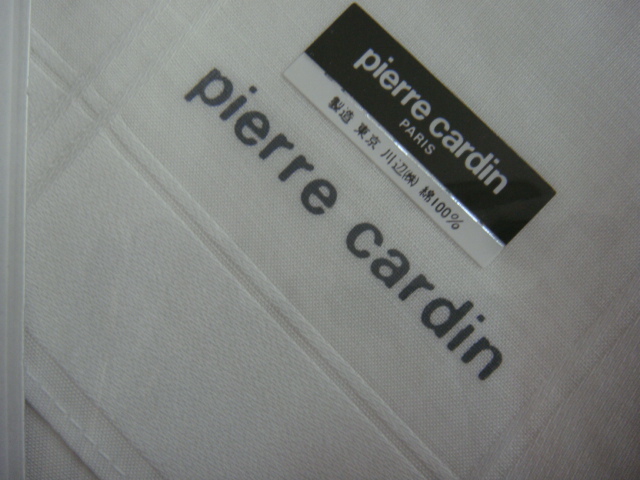 pierre cardin
PARIS
製造 東京 川辺㈱ 綿100%
pierre cardin